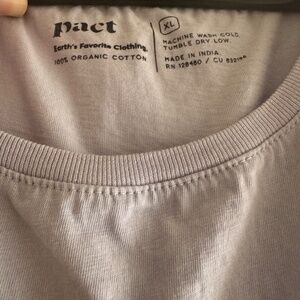 pact
Earth's Favorite Clothing.
100% ORGANIC COTTON
XL
MACHINE WASH COLD.
TUMBLE DRY LOW.
MADE IN INDIA.
RN 128460 / CU